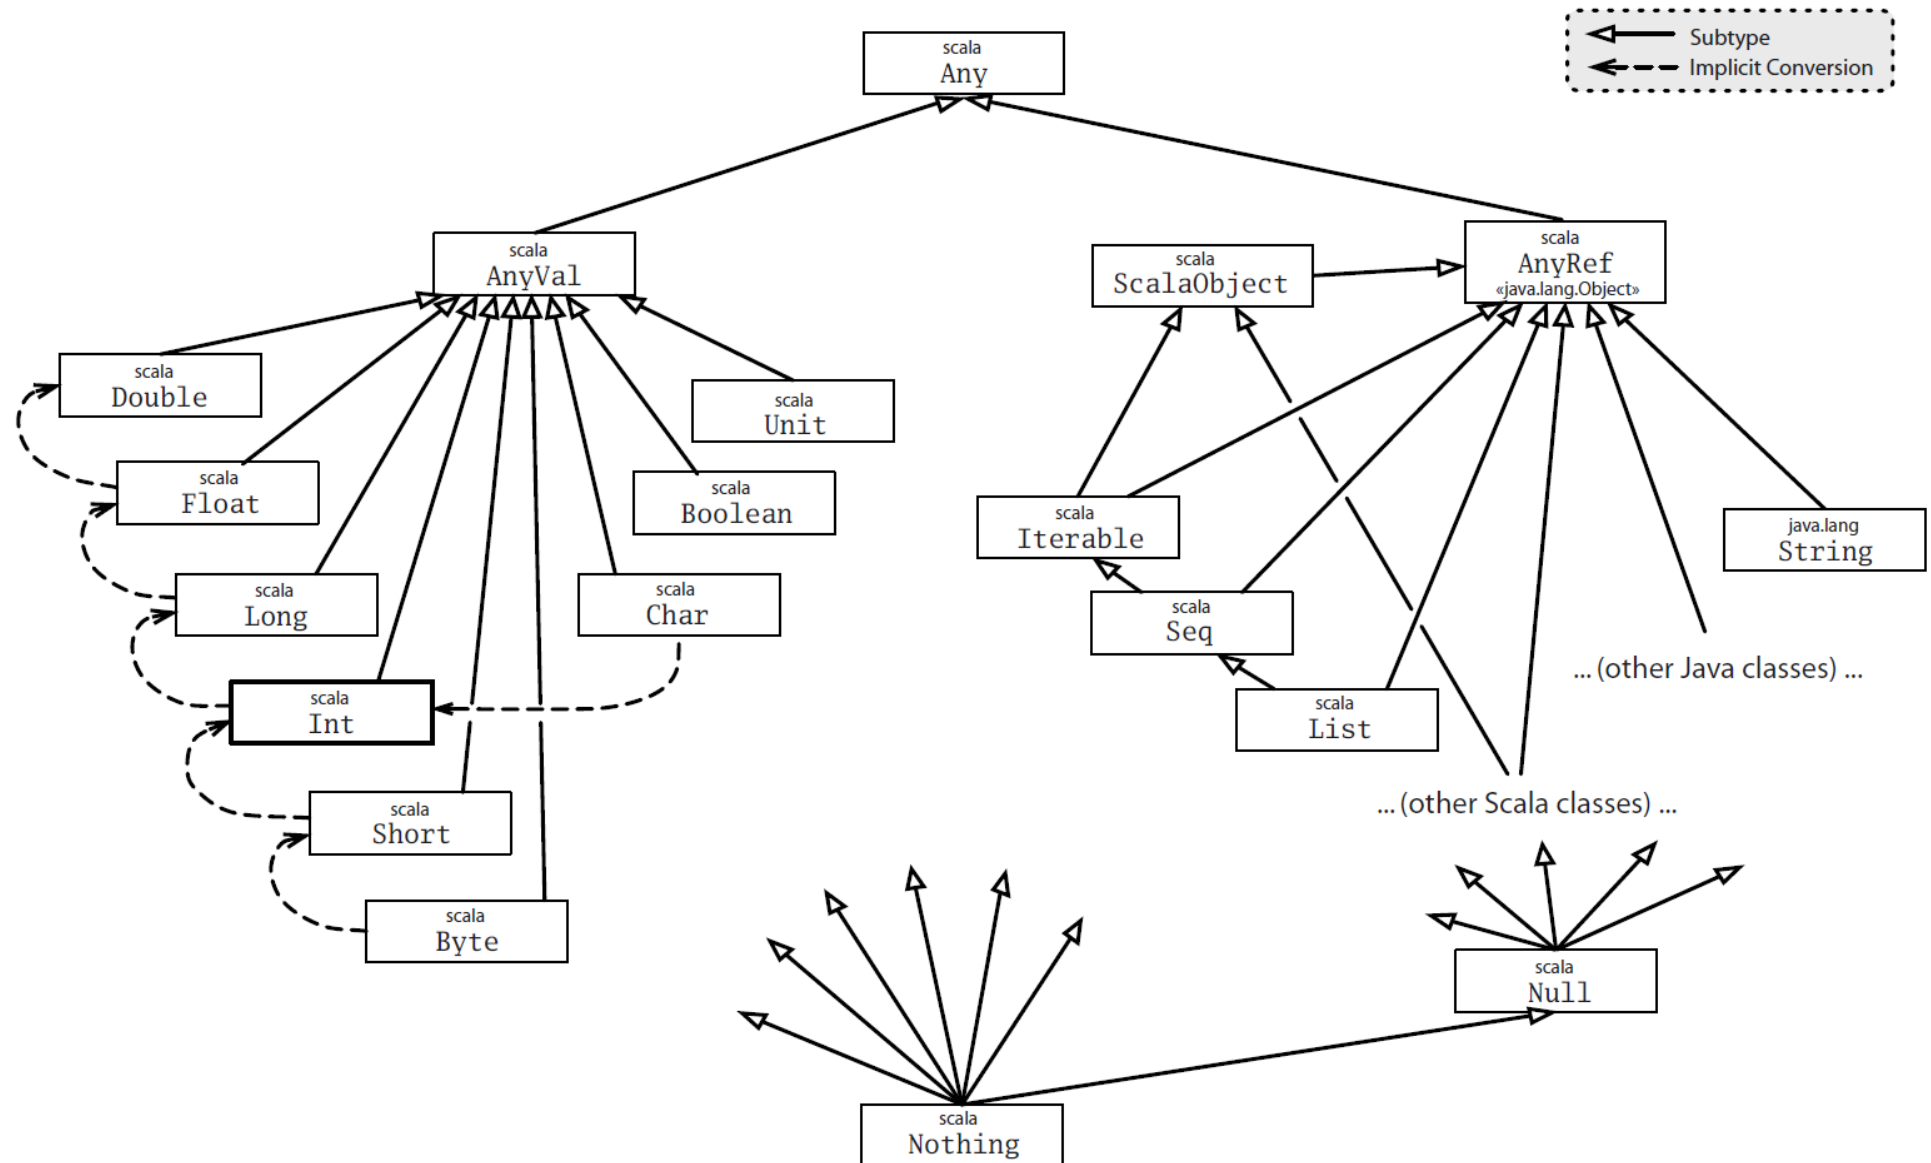 scala
Any
Subtype
Implicit Conversion
scala
AnyVal
scala
ScalaObject
scala
AnyRef
«java.lang.Object»
scala
Double
scala
Unit
scala
Float
scala
Boolean
scala
Iterable
java.lang
String
scala
Long
scala
Char
scala
Seq
... (other Java classes) ...
scala
Int
scala
List
scala
Short
... (other Scala classes) ...
scala
Byte
scala
Null
scala
Nothing